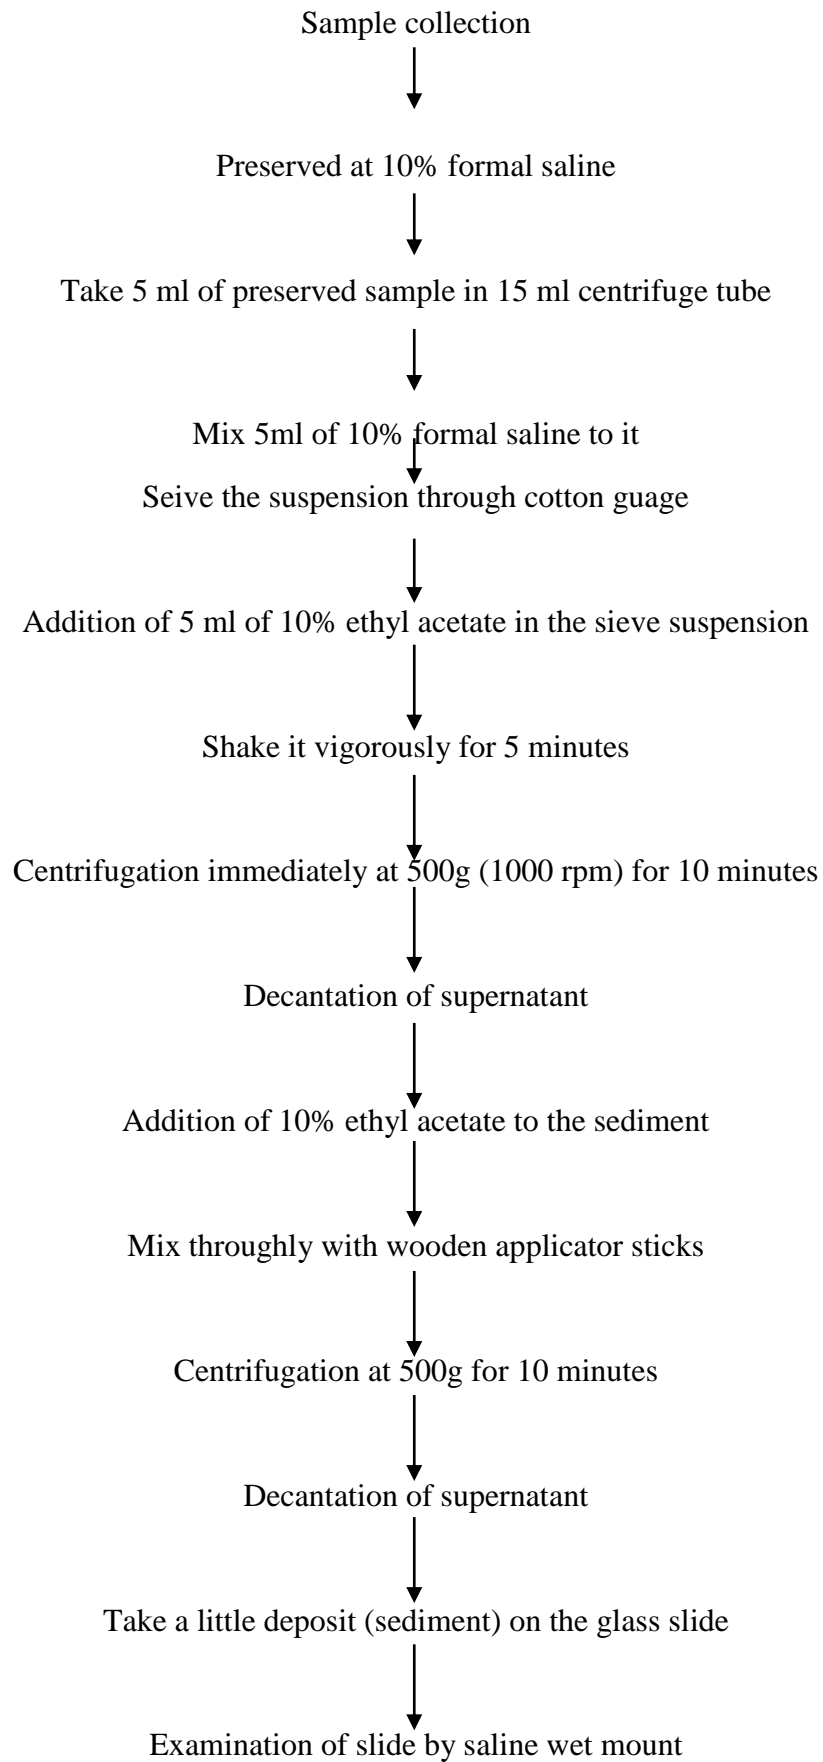 Sample collection
Preserved at 10% formal saline
Take 5 ml of preserved sample in 15 ml centrifuge tube
Mix 5ml of 10% formal saline to it
Seive the suspension through cotton guage
Addition of 5 ml of 10% ethyl acetate in the sieve suspension
Shake it vigorously for 5 minutes
Centrifugation immediately at 500g (1000 rpm) for 10 minutes
Decantation of supernatant
Addition of 10% ethyl acetate to the sediment
Mix throughly with wooden applicator sticks
Centrifugation at 500g for 10 minutes
Decantation of supernatant
Take a little deposit (sediment) on the glass slide
Examination of slide by saline wet mount